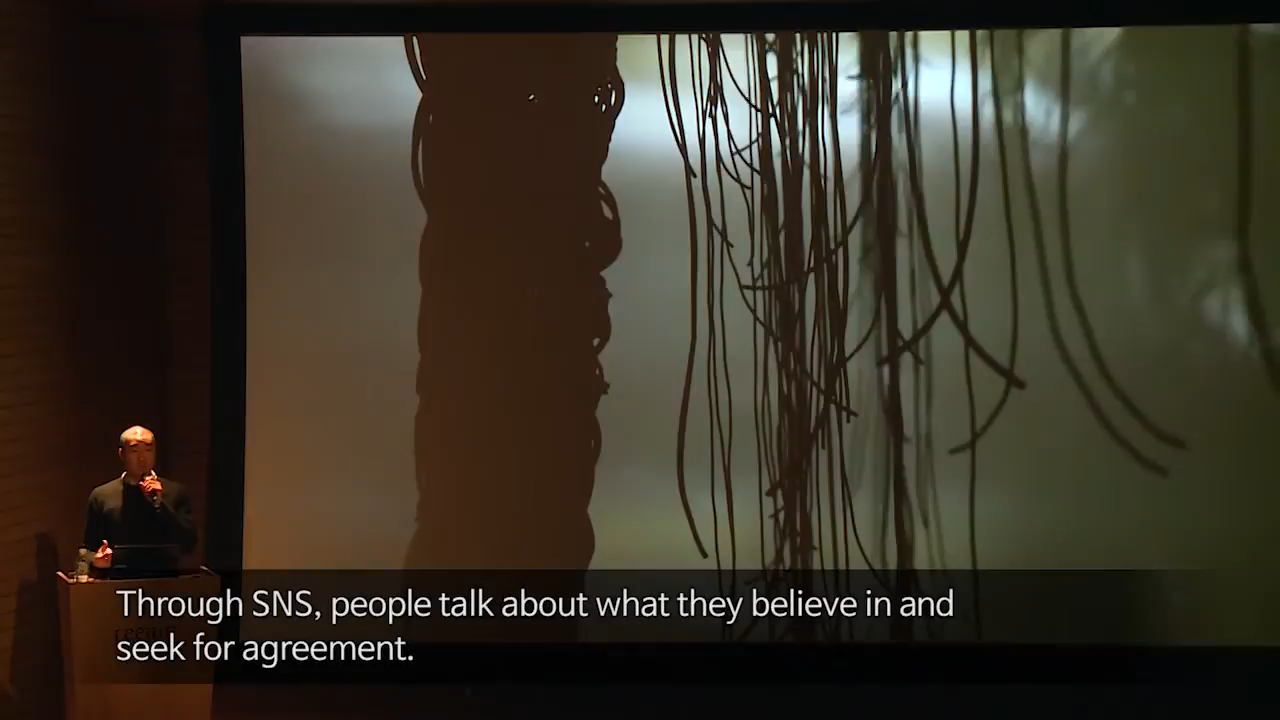 Through SNS, people talk about what they believe in and
seek for agreement.